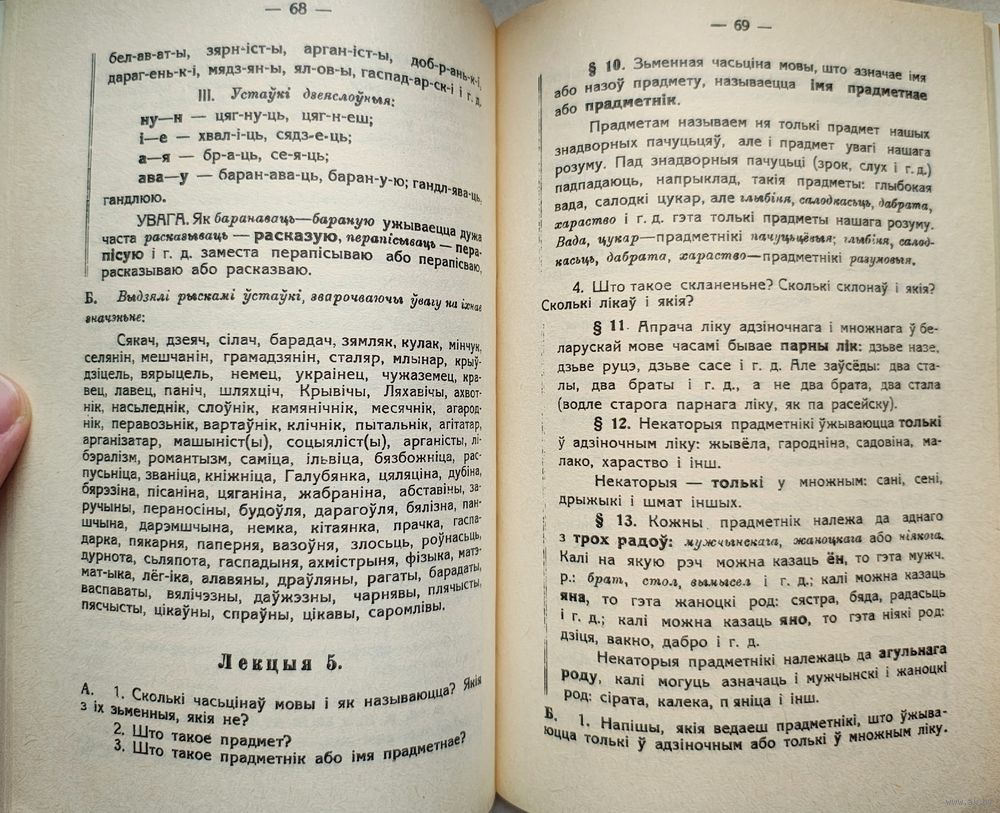 — 68 —
бел-ав-ат-ы, зярн-іст-ы, арган-іст-ы, доб-р-ань-к-і,
дараг-ень-к-і, мядз-ян-ы, ял-ов-ы, гаспад-ар-ск-і і г. д.
III. Устаўкі дзеяслоўныя:
ну—н — цяг-ну-ць, цяг-н-еш;
і—е — хвал-і-ць, сядз-е-ць;
а—я — бр-а-ць, се-я-ць;
ава—у — баран-ава-ць, баран-у-ю; гандл-ява-ць,
гандлюю.
УВАГА. Як баранаваць—бараную ужываецца дужа
часта расказываць — расказую, перапісываць — пера-
пісую і г. д. заместа перапісываю або перапісваю,
расказываю або расказваю.
Б. Выдзялі рыскамі ўстаўкі, зварочваючы ўвагу на іхнае
значэньне:
Сякач, дзеяч, сілач, барадач, зямляк, кулак, мінчук,
селянін, мешчанін, грамадзянін, сталяр, млынар, крыў-
дзіцель, вярыцель, немец, украінец, чужаземец, кра-
вец, лавец, паніч, шляхціч, Крывічы, Ляхавічы, ахвот-
нік, насьледнік, слоўнік, камянічнік, месячнік, агарод-
нік, перавозьнік, вартаўнік, клічнік, пытальнік, агітатар,
арганізатар, машыніст(ы), соцыяліст(ы), арганісты, лі-
бэралізм, романтызм, саміца, ільвіца, бязбожніца, рас-
пусьніца, званіца, кніжніца, Галубянка, цяляціна, дубіна,
бярэзіна, пісаніна, цяганіна, жабраніна, абставіны, за-
ручыны, пераносіны, будоўля, дарагоўля, бялізна, пан-
шчына, дарэмшчына, немка, кітаянка, прачка, гаспа-
дарка, пякарня, паперня, вазоўня, злосьць, роўнасьць,
дурнота, сьляпота, гаспадыня, ахмістрыня, фізыка, матэ-
мат-ыка, лёг-іка, алавяны, драўляны, рагаты, барадаты,
васпаваты, вялічэзны, даўжэзны, чарнявы, плячысты,
пясчысты, цікаўны, спраўны, цікавы, саромлівы.
Лекцыя 5.
А. 1. Сколькі часьцінаў мовы і як называюцца? Якія
з іх зьменныя, якія не?
2. Што такое прадмет?
3. Што такое прадметнік або імя прадметнае?
— 69 —
§ 10. Зьменная часьціна мовы, што азначае імя
або назоў прадмету, называецца імя прадметнае
або прадметнік.
Прадметам называем ня толькі прадмет нашых
знадворных пачуцьцяў, але і прадмет увагі нашага
розуму. Пад знадворныя пачуцьці (зрок, слух і г. д.)
падпадаюць, напрыклад, такія прадметы: глыбокая
вада, салодкі цукар, але глыбіня, салодкасьць, дабрата,
хараство і г. д. гэта толькі прадметы нашага розуму.
Вада, цукар—прадметнікі пачуцьцёвыя; глыбіня, салод-
касьць, дабрата, хараство—прадметнікі разумовыя.
4. Што такое скланеньне? Сколькі склонаў і якія?
Сколькі лікаў і якія?
§ 11. Апрача ліку адзіночнага і множнага ў бе-
ларускай мове часамі бывае парны лік: дзьве назе,
дзьве руцэ, дзьве сасе і г. д. Але заўсёды: два ста-
лы, два браты і г. д., а не два брата, два стала
(водле старога парнага ліку, як па расейску).
§ 12. Некаторыя прадметнікі ўжываюцца толькі
ў адзіночным ліку: жывёла, гародніна, садовіна, ма-
лако, хараство і інш.
Некаторыя — толькі у множным: сані, сені,
дрыжыкі і шмат іншых.
§ 13. Кожны прадметнік належа да аднаго
з трох радоў: мужчынскага, жаноцкага або ніякога.
Калі на якую рэч можна казаць ён, то гэта мужч.
р.: брат, стол, вымысел і г. д.; калі можна казаць
яна, то гэта жаноцкі род: сястра, бяда, радасьць
і г. д.; калі можна казаць яно, то гэта ніякі род:
дзіця, вакно, дабро і г. д.
Некаторыя прадметнікі належаць да агульнага
роду, калі могуць азначаць і мужчынскі і жаноцкі
род: сірата, калека, п яніца і інш.
Б. 1. Напішы, якія ведаеш прадметнікі, што ўжыва-
юцца толькі ў адзіночным або толькі ў множным ліку.